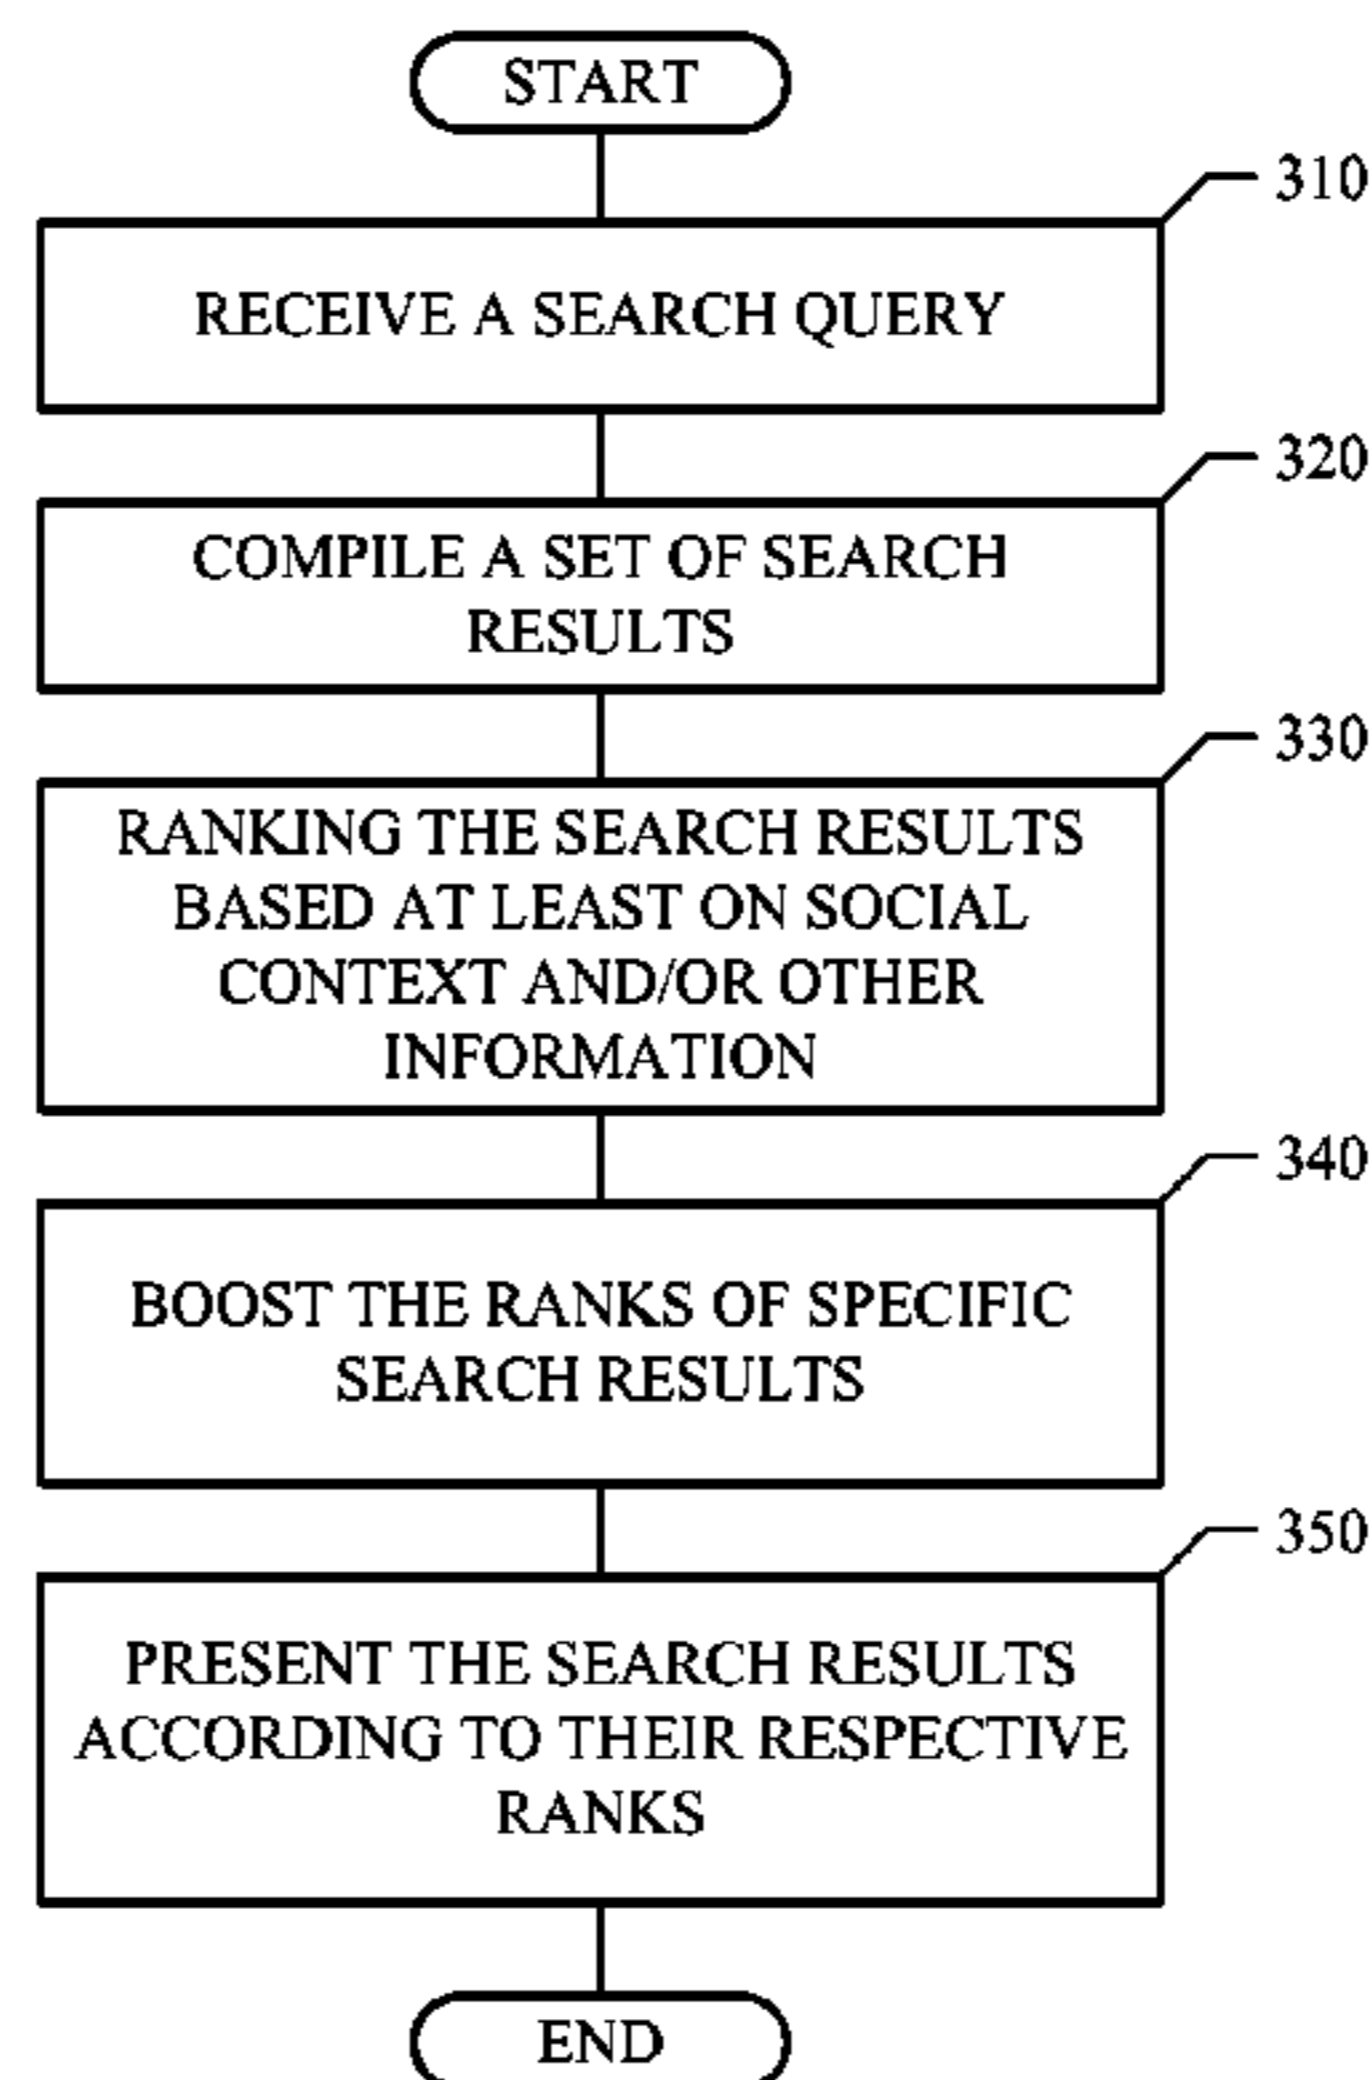 START
310
RECEIVE A SEARCH QUERY
320
COMPILE A SET OF SEARCH
RESULTS
330
RANKING THE SEARCH RESULTS
BASED AT LEAST ON SOCIAL
CONTEXT AND/OR OTHER
INFORMATION
340
BOOST THE RANKS OF SPECIFIC
SEARCH RESULTS
350
PRESENT THE SEARCH RESULTS
ACCORDING TO THEIR RESPECTIVE
RANKS
END